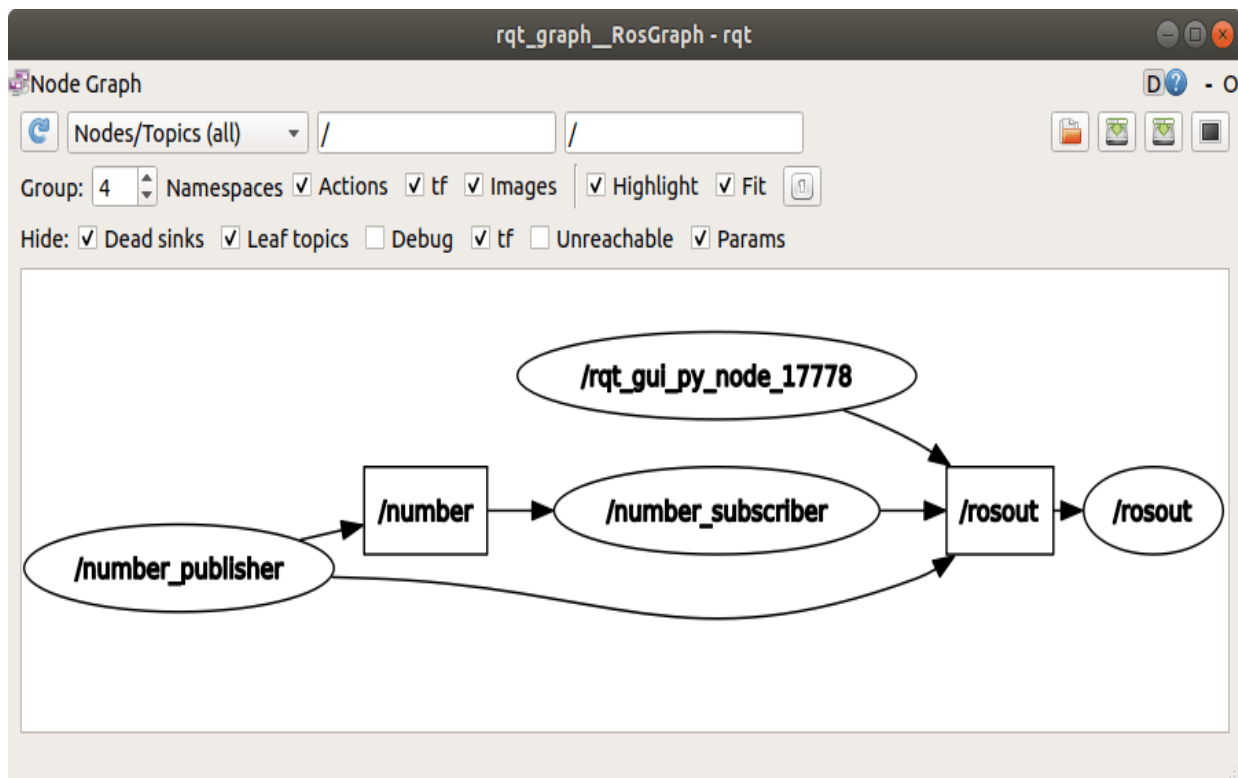 rqt_graph__RosGraph - rqt
Node Graph D - O
Nodes/Topics (all) / /
Group: 4 Namespaces Actions tf Images Highlight Fit
Hide: Dead sinks Leaf topics Debug tf Unreachable Params
/rqt_gui_py_node_17778
/number /number_subscriber /rosout /rosout
/number_publisher